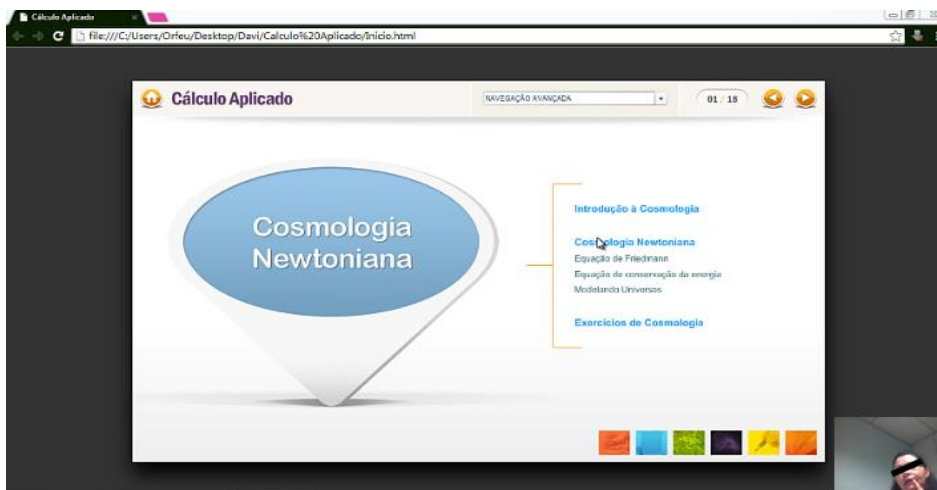 Cálculo Aplicado
file:///C:/Users/Orfeu/Desktop/Davi/Calculo%20Aplicado/Inicio.html
Cálculo Aplicado
NAVEGAÇÃO AVANÇADA
01 / 18
Cosmologia
Newtoniana
Introdução à Cosmologia
Cosmologia Newtoniana
Equação de Friedmann
Equação de conservação da energia
Modelando Universos
Exercícios de Cosmologia